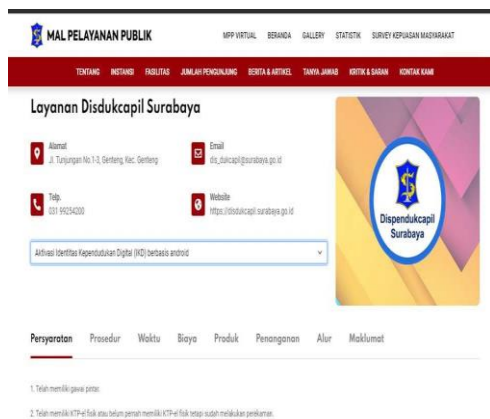 MAL PELAYANAN PUBLIK
MPP VIRTUAL BERANDA GALLERY STATISTIK SURVEY KEPUASAN MASYARAKAT
TENTANG INSTANSI FASILITAS JUMLAH PENGUNJUNG BERITA & ARTIKEL TANYA JAWAB KRITIK & SARAN KONTAK KAMI
Layanan Disdukcapil Surabaya
Alamat
Jl. Tunjungan No.1-3, Genteng, Kec. Genteng
Email
dis_dukcapil@surabaya.go.id
Telp.
031 99254200
Website
https://disdukcapil.surabaya.go.id
Dispendukcapil
Surabaya
Aktivasi Identitas Kependudukan Digital (IKD) berbasis android
Persyaratan Prosedur Waktu Biaya Produk Penanganan Alur Maklumat
1. Telah memiliki gawai pintar.
2. Telah memiliki KTP-el fisik atau belum pernah memiliki KTP-el fisik tetapi sudah melakukan perekaman.